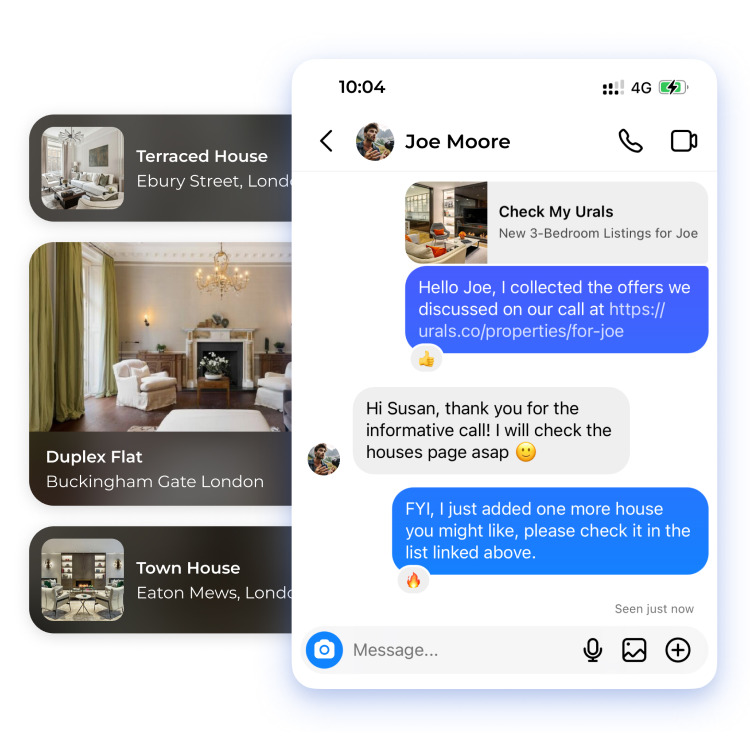 Terraced House
Ebury Street,
Duplex Flat
Buckingham Gate London
Town House
Eaton Mews,
10:04
4G
Joe Moore
Check My Urals
New 3-Bedroom Listings for Joe
Hello Joe, I collected the offers we
discussed on our call at https://
urals.co/properties/for-joe
👍
Hi Susan, thank you for the
informative call! I will check the
houses page asap 🙂
FYI, I just added one more house
you might like, please check it in the
list linked above.
🔥
Seen just now
Message...